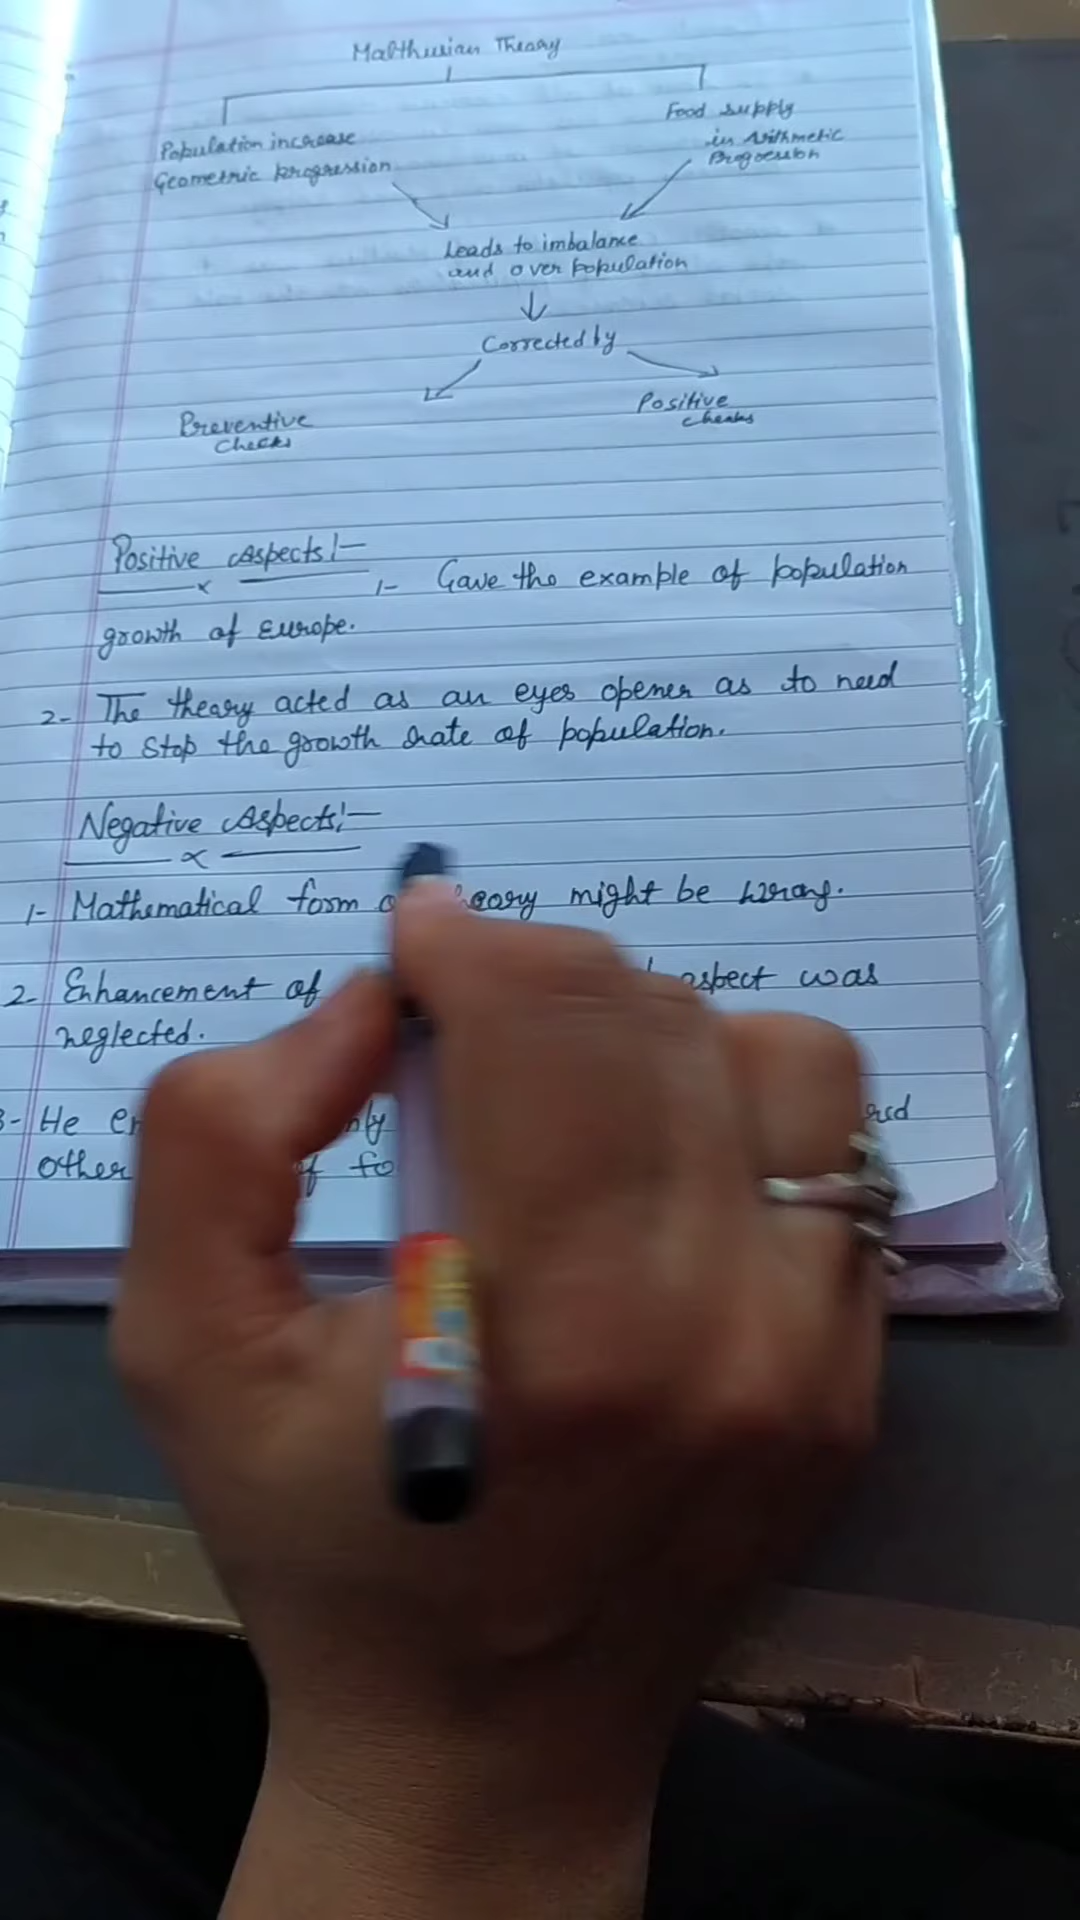 Malthusian Theory
Population increase
Geometric progression
Food supply
in Arithmetic
Progression
Leads to imbalance
and over population
Corrected by
Preventive
Checks
Positive
checks
Positive Aspects:-
1- Gave the example of population
growth of Europe.
2- The theory acted as an eyes opener as to need
to stop the growth rate of population.
Negative Aspects:-
1- Mathematical form theory might be wrong.
2- Enhancement of aspect was
neglected.
3- He
other of